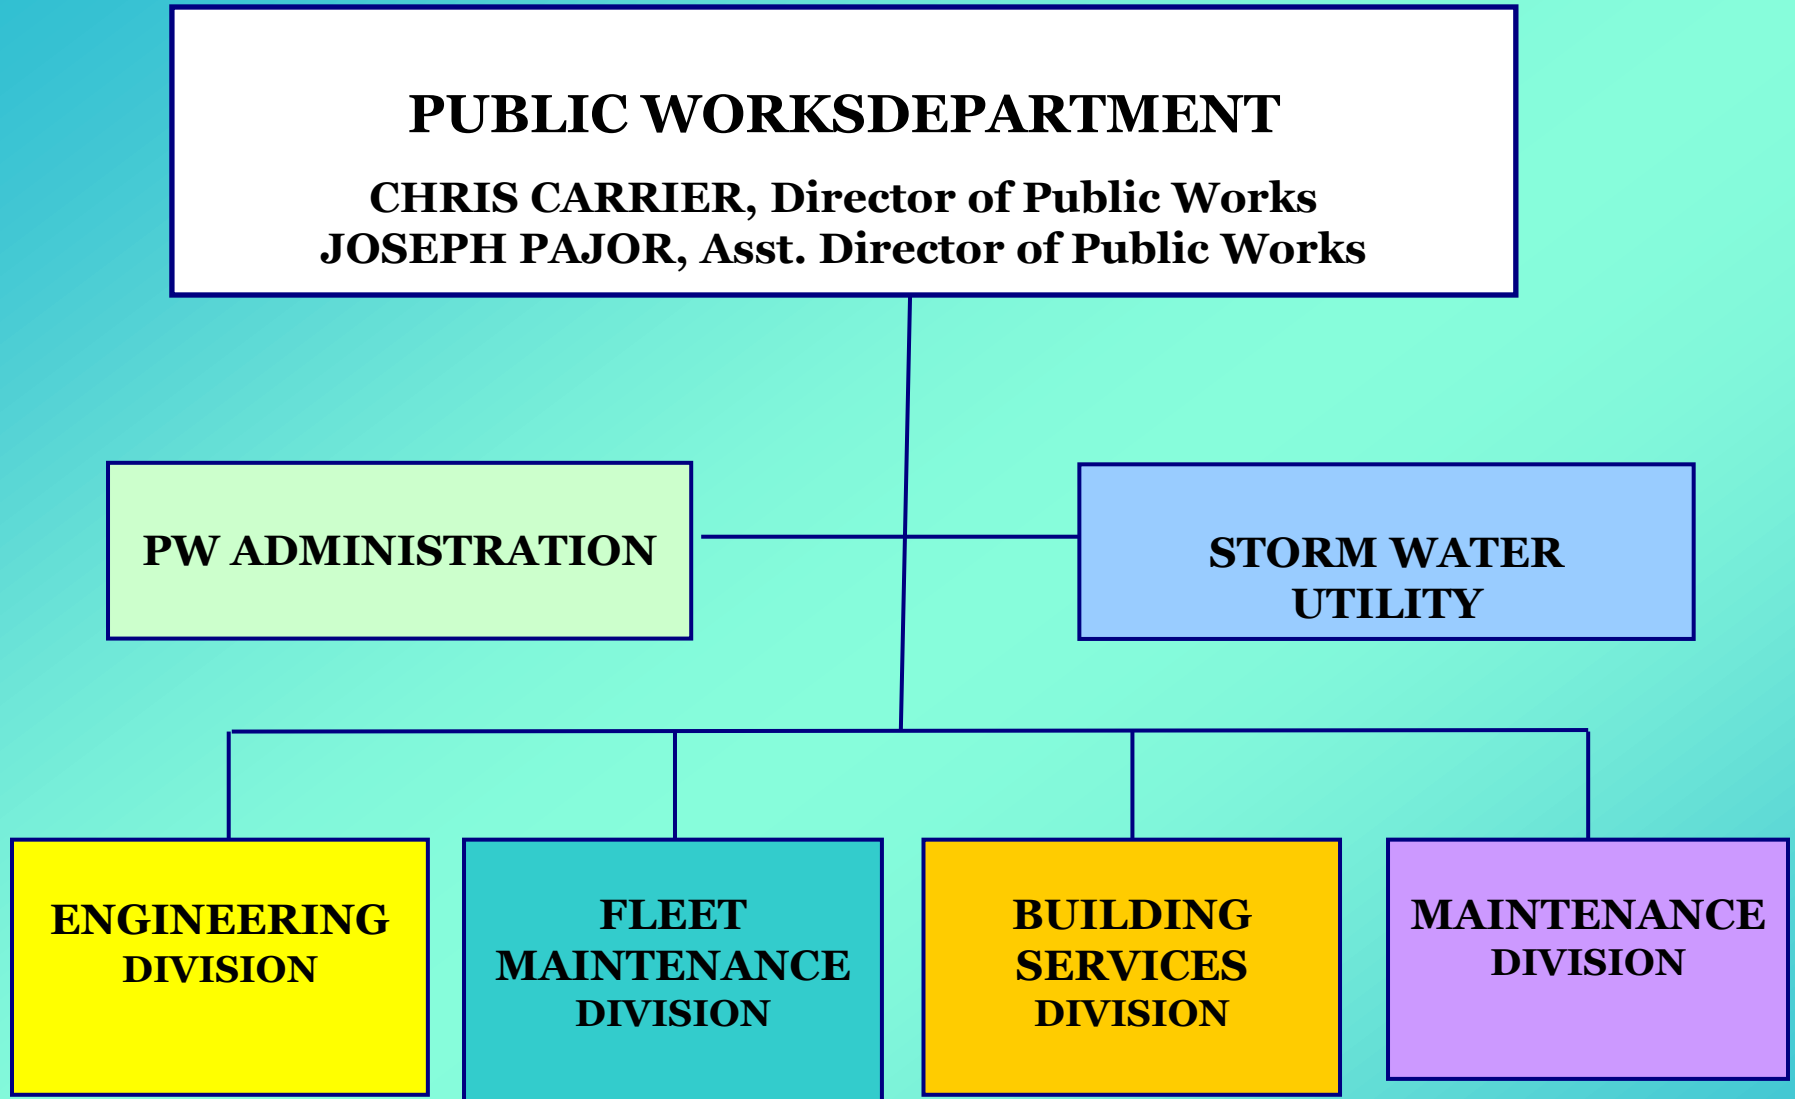 PUBLIC WORKSDEPARTMENT
CHRIS CARRIER, Director of Public Works
JOSEPH PAJOR, Asst. Director of Public Works
PW ADMINISTRATION
STORM WATER
UTILITY
ENGINEERING
DIVISION
FLEET
MAINTENANCE
DIVISION
BUILDING
SERVICES
DIVISION
MAINTENANCE
DIVISION